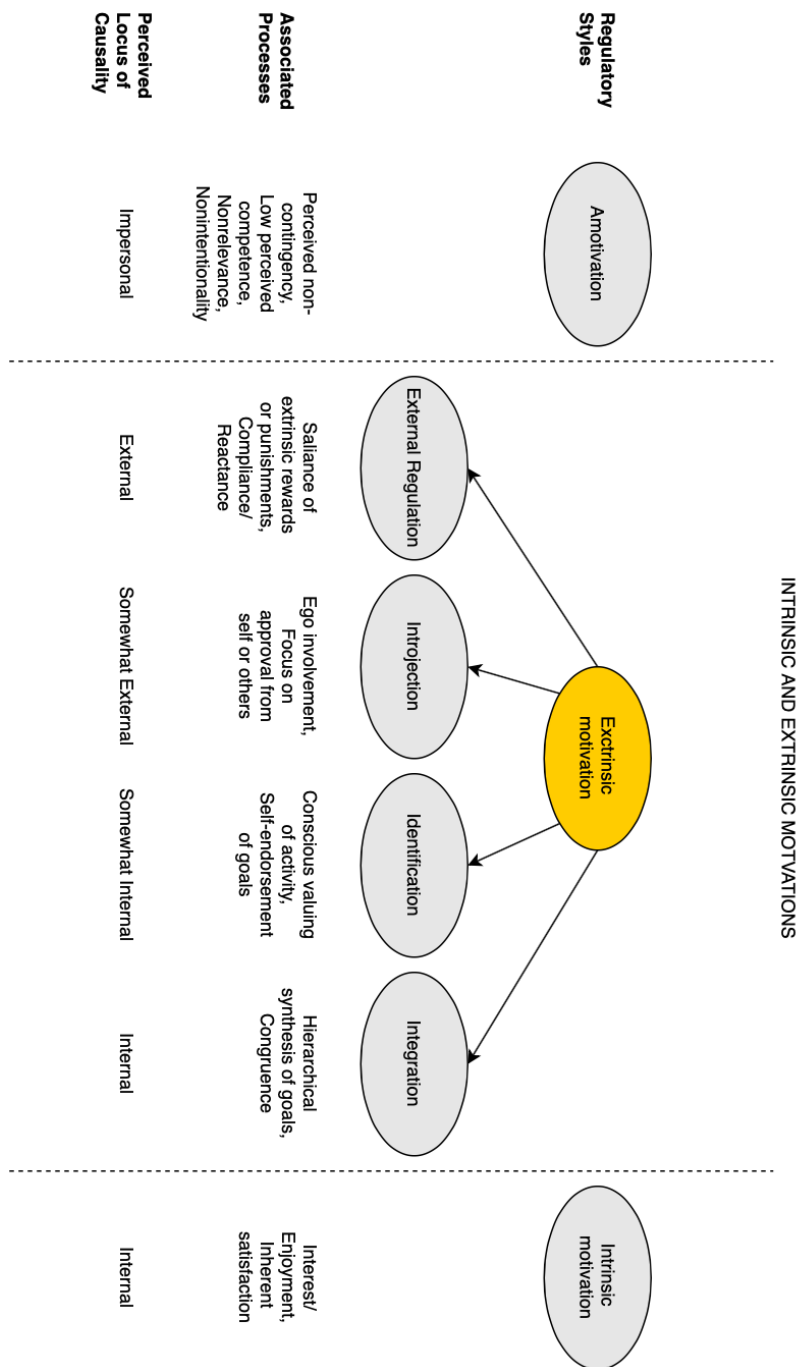 INTRINSIC AND EXTRINSIC MOTVATIONS
Regulatory
Styles
Amotivation
Exctrinsic
motivation
Intrinsic
motivation
External Regulation
Introjection
Identification
Integration
Associated
Processes
Perceived non-
contingency,
Low perceived
competence,
Nonrelevance,
Nonintentionality
Saliance of
extrinsic rewards
or punishments,
Compliance/
Reactance
Ego involvement,
Focus on
approval from
self or others
Conscious valuing
of activity,
Self-endorsement
of goals
Hierarchical
synthesis of goals,
Congruence
Interest/
Enjoyment,
Inherent
satisfaction
Perceived
Locus of
Causality
Impersonal
External
Somewhat External
Somwhat Internal
Internal
Internal